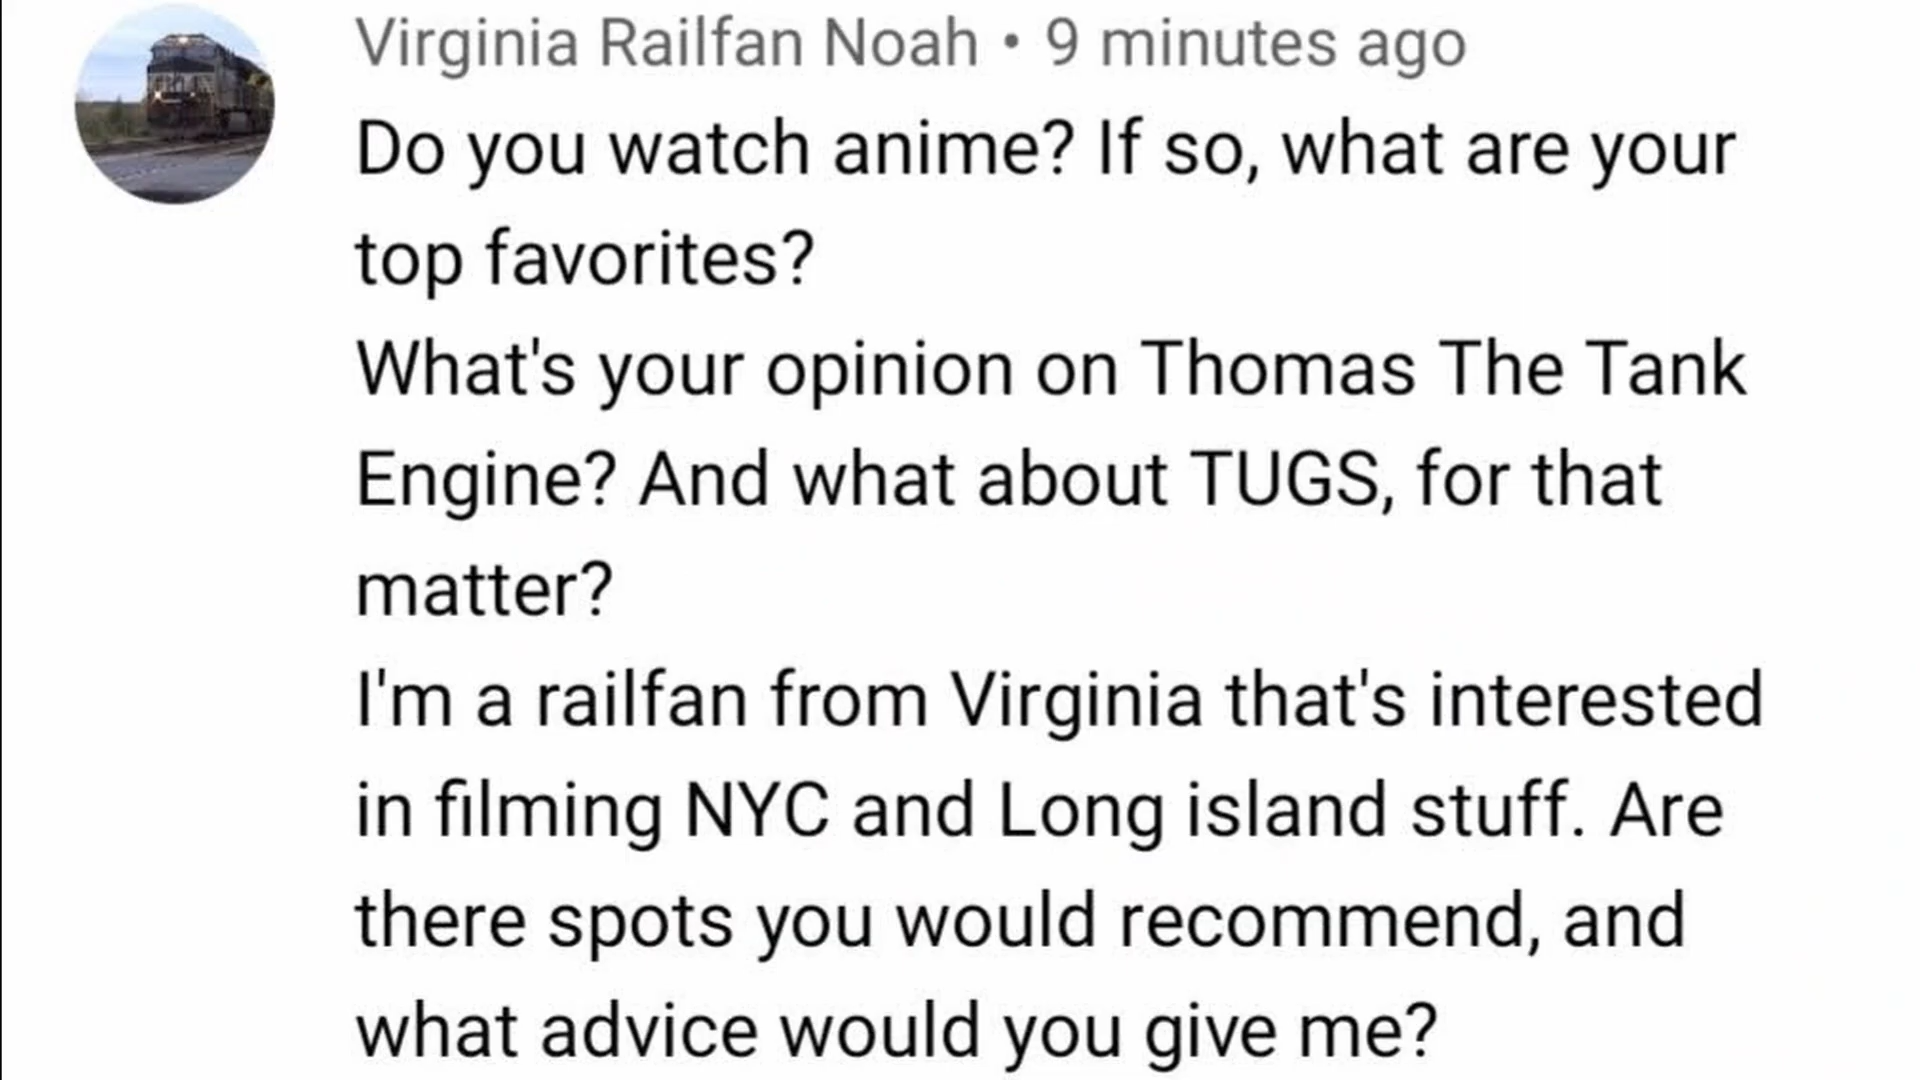 Virginia Railfan Noah • 9 minutes ago
Do you watch anime? If so, what are your
top favorites?
What's your opinion on Thomas The Tank
Engine? And what about TUGS, for that
matter?
I'm a railfan from Virginia that's interested
in filming NYC and Long island stuff. Are
there spots you would recommend, and
what advice would you give me?